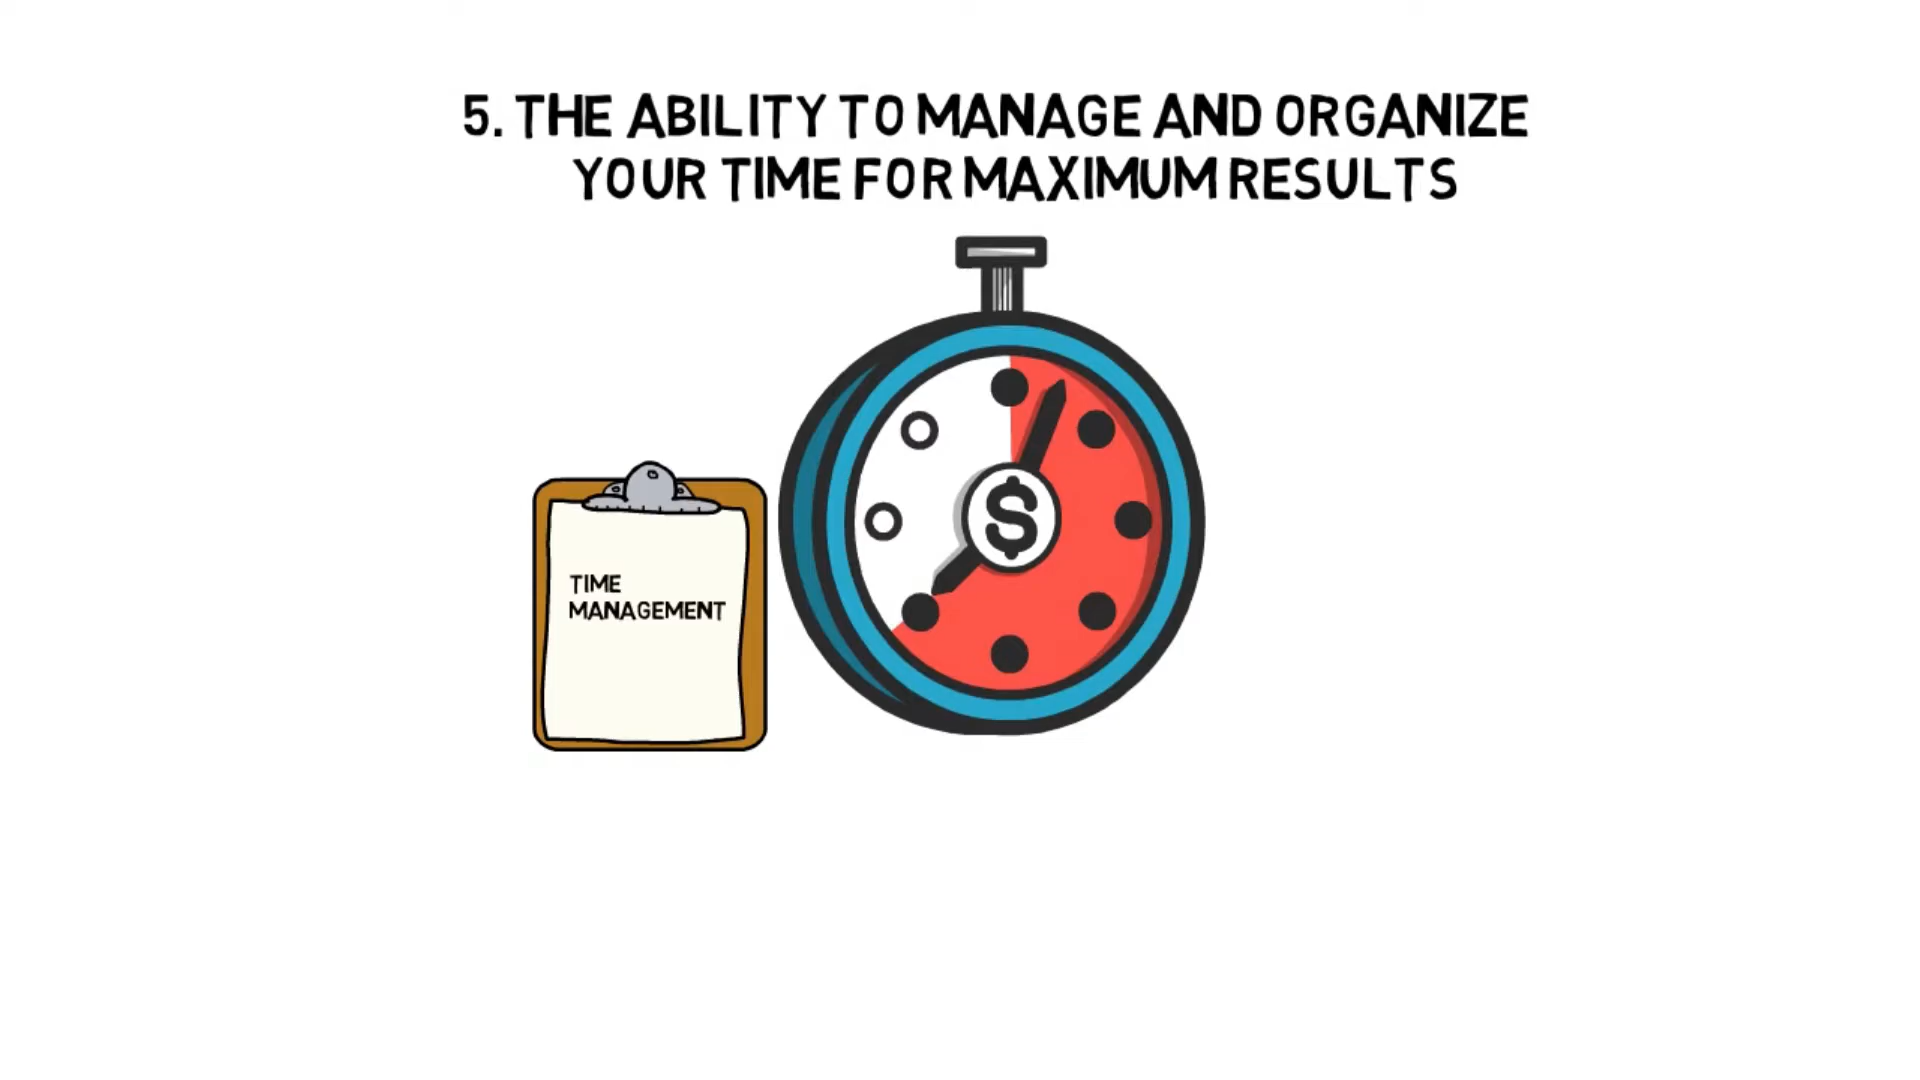 5. THE ABILITY TO MANAGE AND ORGANIZE
YOUR TIME FOR MAXIMUM RESULTS
$
TIME
MANAGEMENT